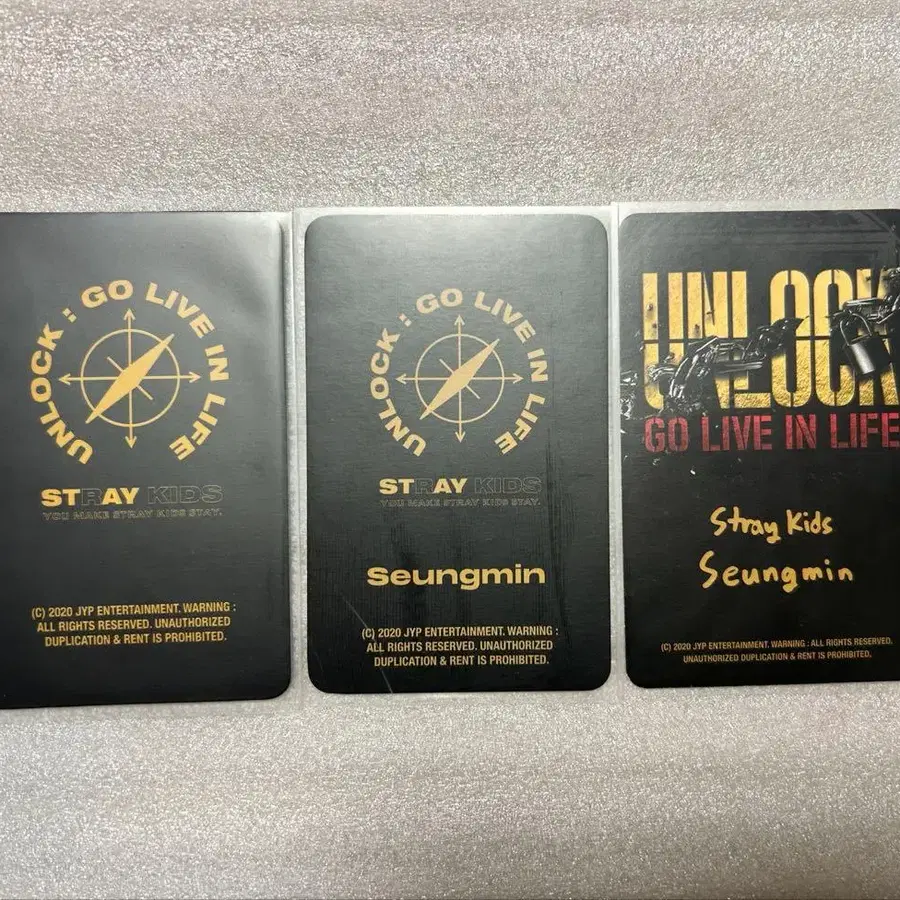 UNLOCK : GO LIVE IN LIFE
STRAY KIDS
YOU MAKE STRAY KIDS STAY.
(C) 2020 JYP ENTERTAINMENT. WARNING :
ALL RIGHTS RESERVED. UNAUTHORIZED
DUPLICATION & RENT IS PROHIBITED.
UNLOCK : GO LIVE IN LIFE
STRAY KIDS
YOU MAKE STRAY KIDS STAY.
Seungmin
(C) 2020 JYP ENTERTAINMENT. WARNING :
ALL RIGHTS RESERVED. UNAUTHORIZED
DUPLICATION & RENT IS PROHIBITED.
UNLOCK
GO LIVE IN LIFE
Stray Kids
Seungmin
(C) 2020 JYP ENTERTAINMENT. WARNING : ALL RIGHTS RESERVED.
UNAUTHORIZED DUPLICATION & RENT IS PROHIBITED.